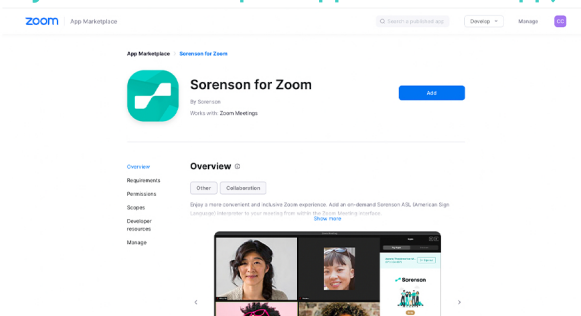 zoom App Marketplace Search a published app Develop Manage CC
App Marketplace Sorenson for Zoom
Sorenson for Zoom
By Sorenson
Add
Works with: Zoom Meetings
Overview
Requirements
Permissions
Scopes
Developer
resources
Manage
Overview
Other Collaboration
Enjoy a more convenient and inclusive Zoom experience. Add an on-demand Sorenson ASL (American Sign
Language) Interpreter to your meeting from within the Zoom Meeting interface.
Show more
Sorenson